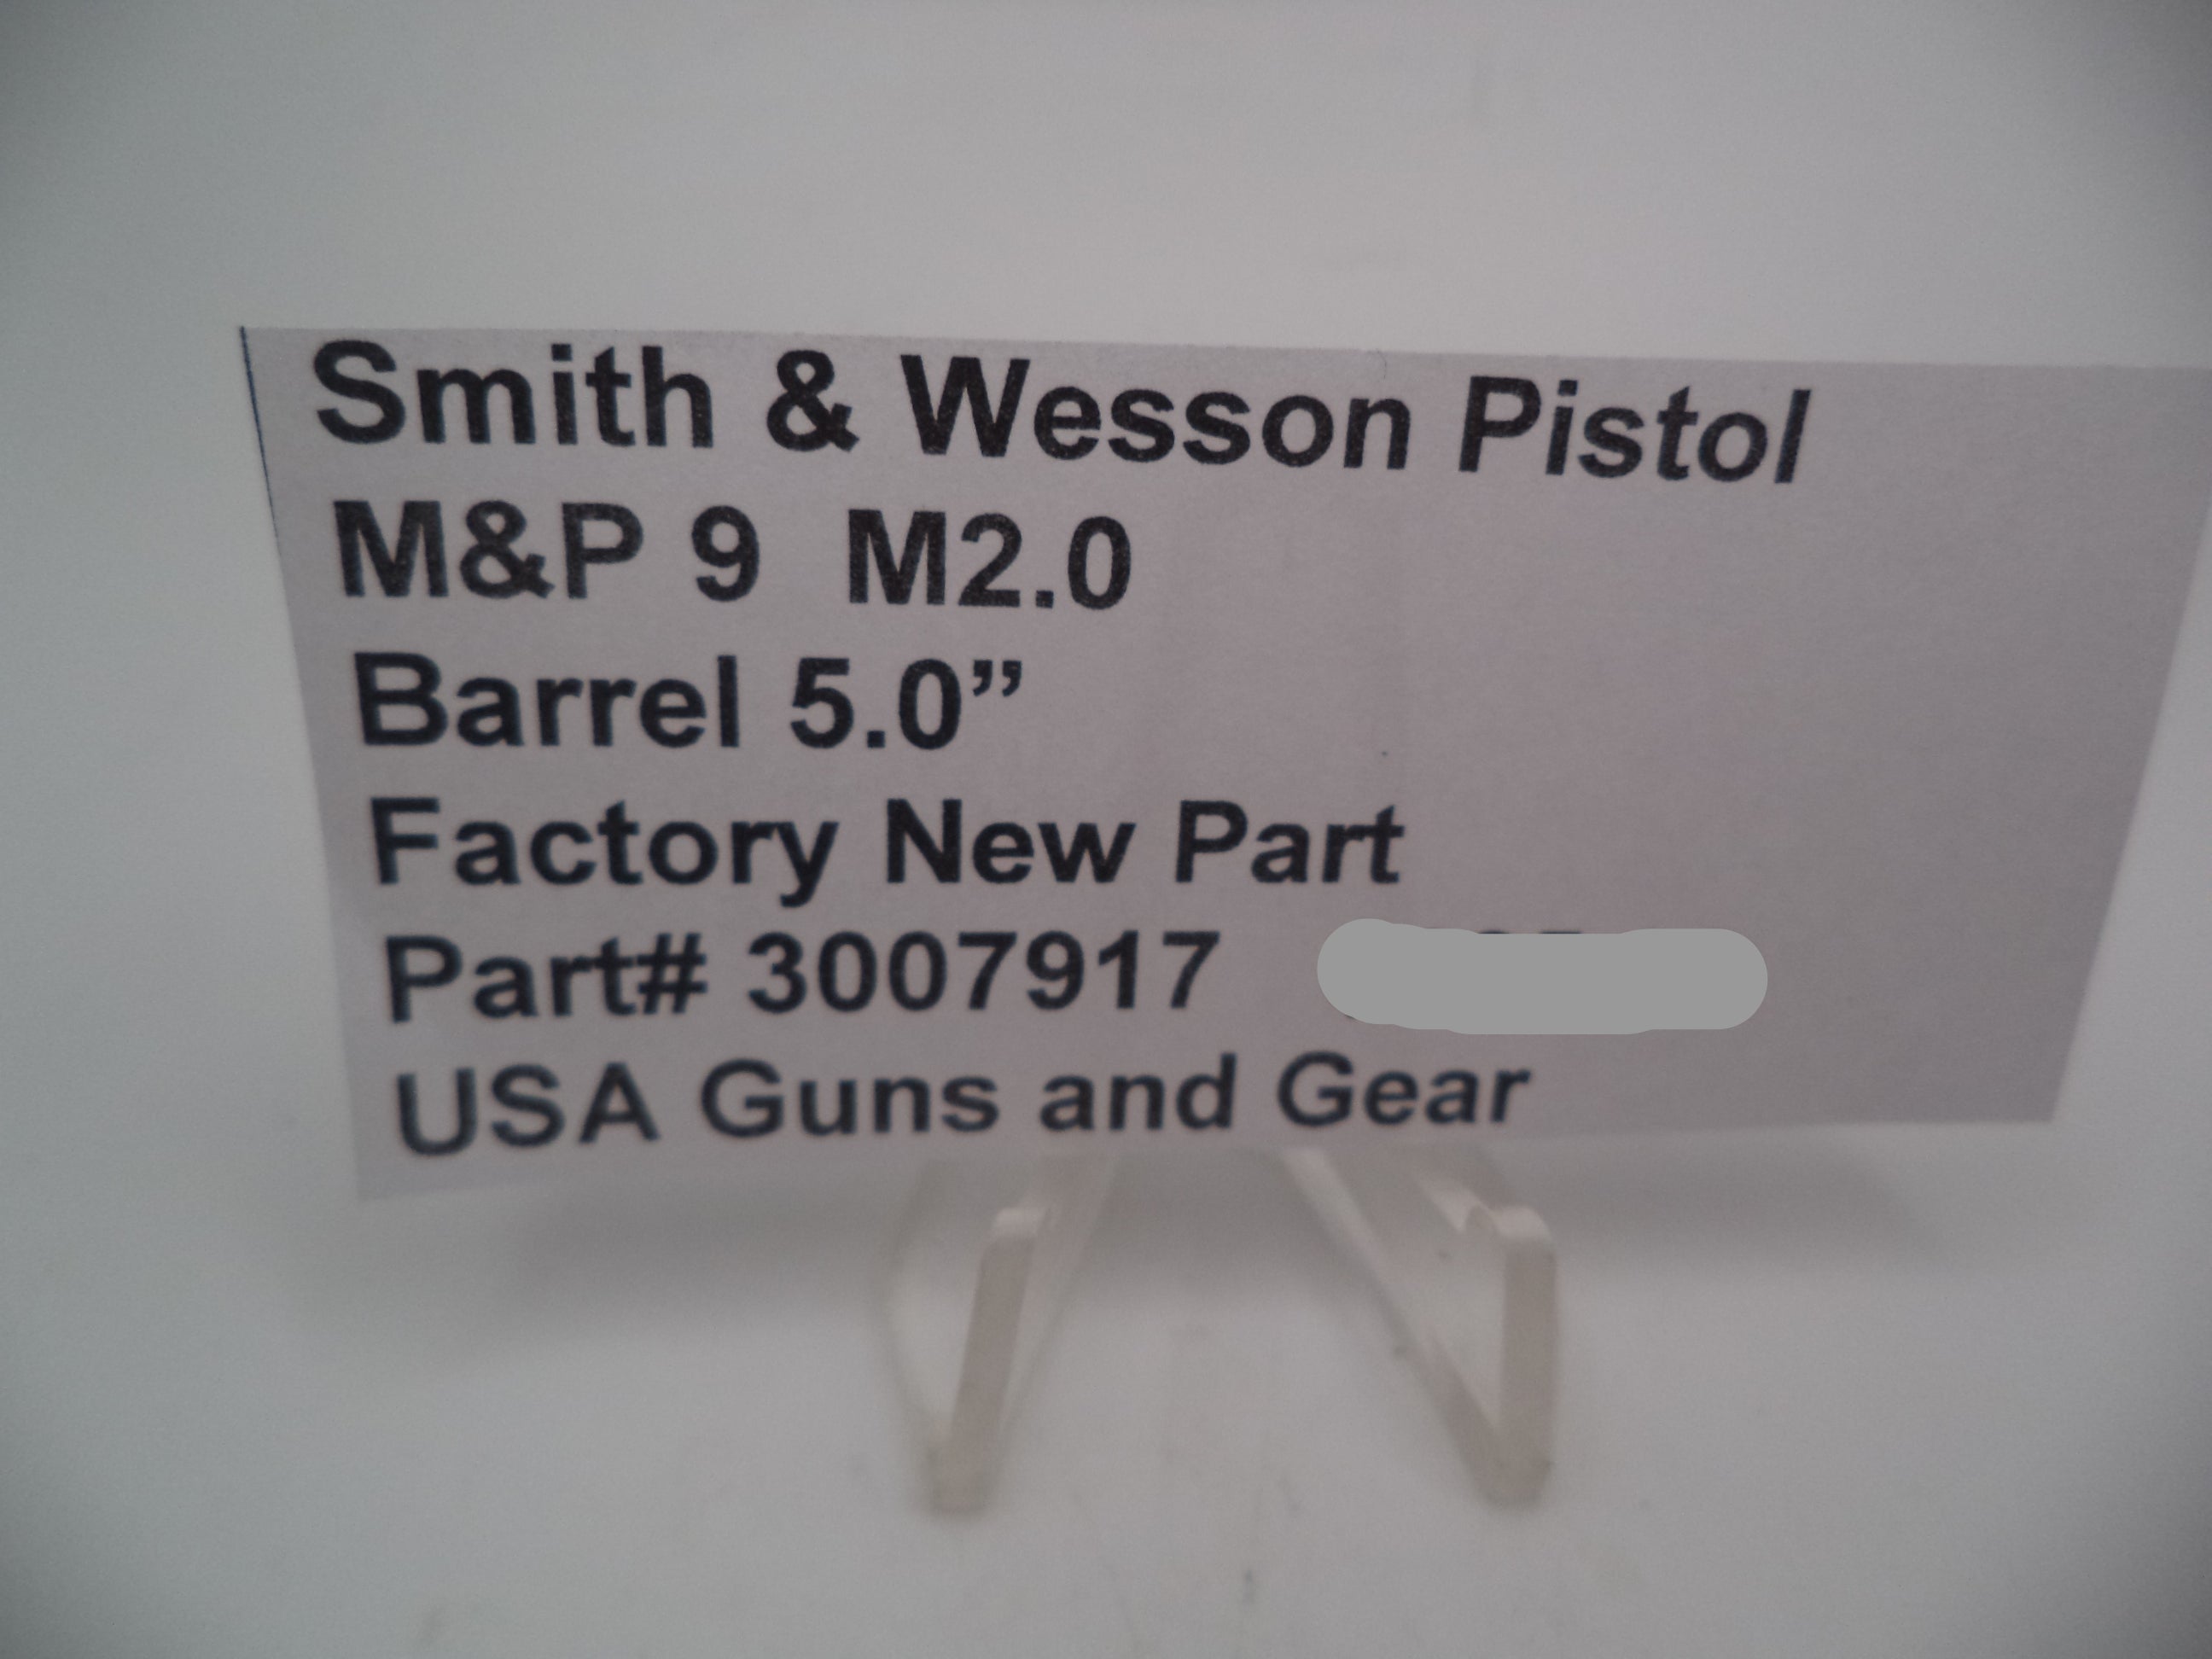 Smith & Wesson Pistol
M&P 9 M2.0
Barrel 5.0”
Factory New Part
Part# 3007917
USA Guns and Gear